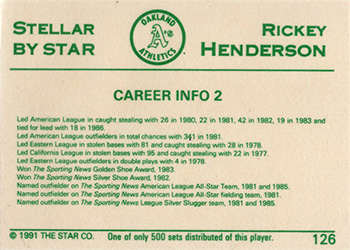 STELLAR
BY STAR
OAKLAND
A's
ATHLETICS
RICKEY
HENDERSON
CAREER INFO 2
Led American League in caught stealing with 26 in 1980, 22 in 1981, 42 in 1982, 19 in 1983 and
tied for lead with 18 in 1986.
Led American League outfielders in total chances with 341 in 1981.
Led Eastern League in stolen bases with 81 and caught stealing with 28 in 1978.
Led California League in stolen bases with 95 and caught stealing with 22 in 1977.
Led Eastern League outfielders in double plays with 4 in 1978.
Won The Sporting News Golden Shoe Award, 1983.
Won The Sporting News Silver Shoe Award, 1982.
Named outfielder on The Sporting News American League All-Star Team, 1981 and 1985.
Named outfielder on The Sporting News American League All-Star fielding team, 1981.
Named outfielder on The Sporting News American League Silver Slugger team, 1981 and 1985.
© 1991 THE STAR CO.
One of only 500 sets distributed of this player.
126